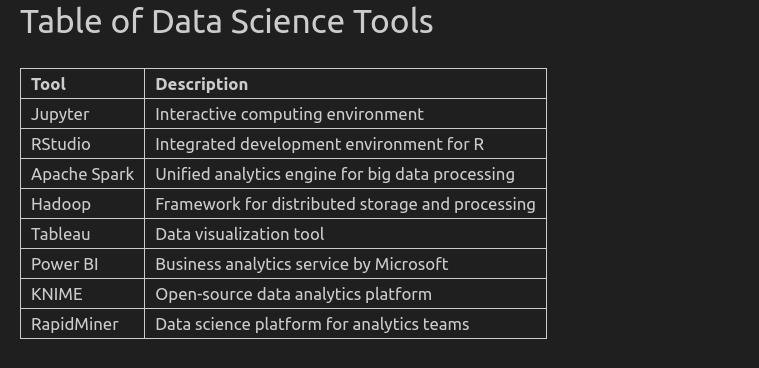 Table of Data Science Tools
Tool Description
Jupyter Interactive computing environment
RStudio Integrated development environment for R
Apache Spark Unified analytics engine for big data processing
Hadoop Framework for distributed storage and processing
Tableau Data visualization tool
Power BI Business analytics service by Microsoft
KNIME Open-source data analytics platform
RapidMiner Data science platform for analytics teams